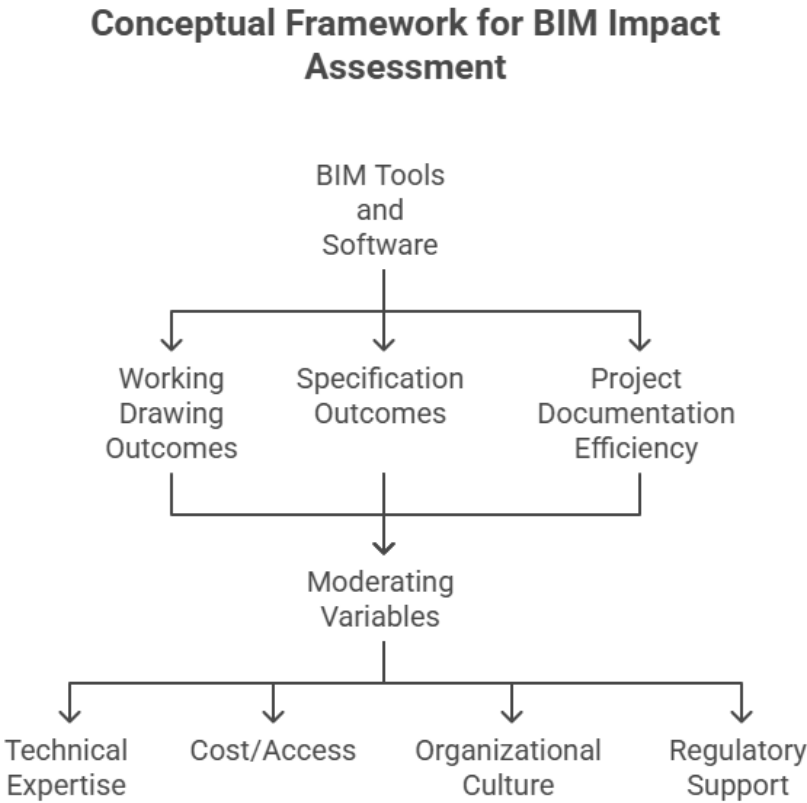 Conceptual Framework for BIM Impact
Assessment
BIM Tools
and
Software
Working
Drawing
Outcomes
Specification
Outcomes
Project
Documentation
Efficiency
Moderating
Variables
Technical
Expertise
Cost/Access
Organizational
Culture
Regulatory
Support